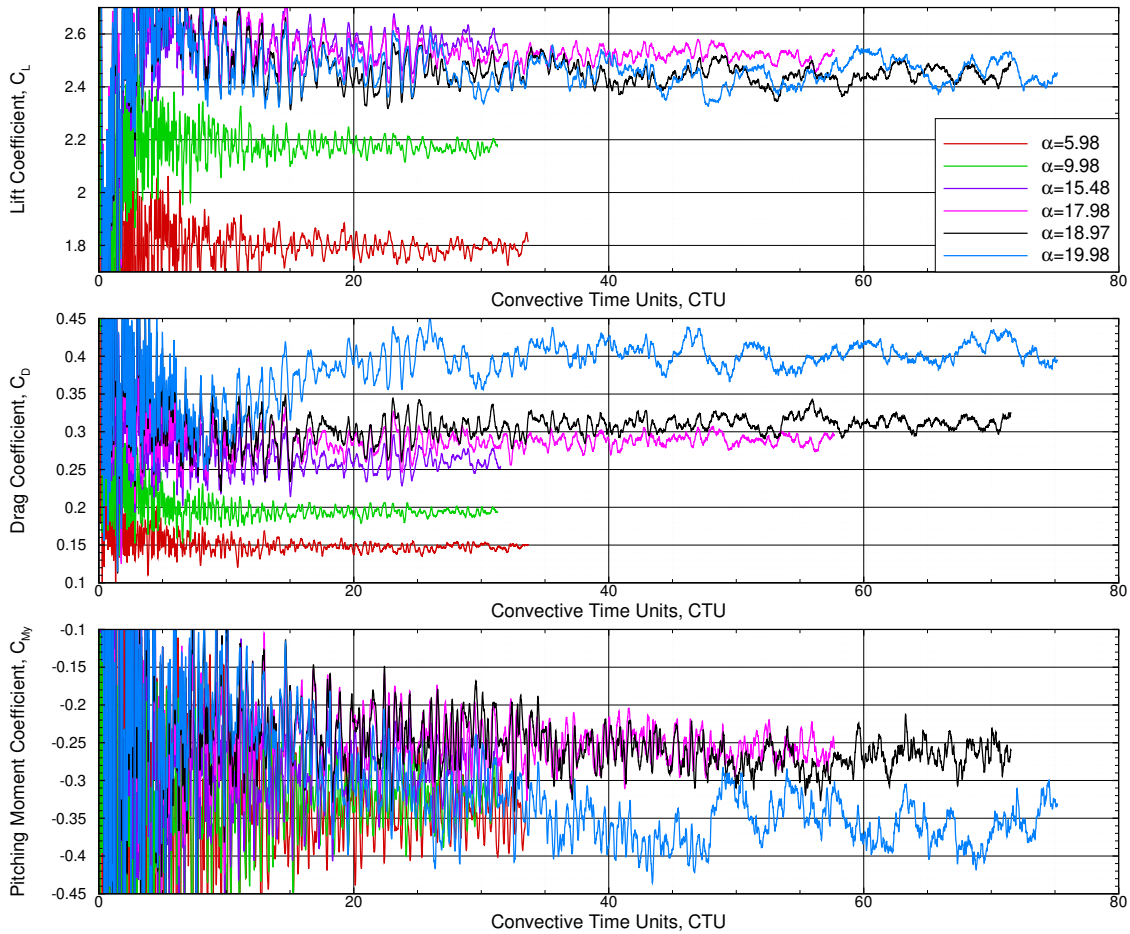 2.6
2.4
2.2
2
1.8
Lift Coefficient, C_L
α=5.98
α=9.98
α=15.48
α=17.98
α=18.97
α=19.98
0 20 40 60 80
Convective Time Units, CTU
0.45
0.4
0.35
0.3
0.25
0.2
0.15
0.1
Drag Coefficient, C_D
0 20 40 60 80
Convective Time Units, CTU
-0.1
-0.15
-0.2
-0.25
-0.3
-0.35
-0.4
-0.45
Pitching Moment Coefficient, C_My
0 20 40 60 80
Convective Time Units, CTU